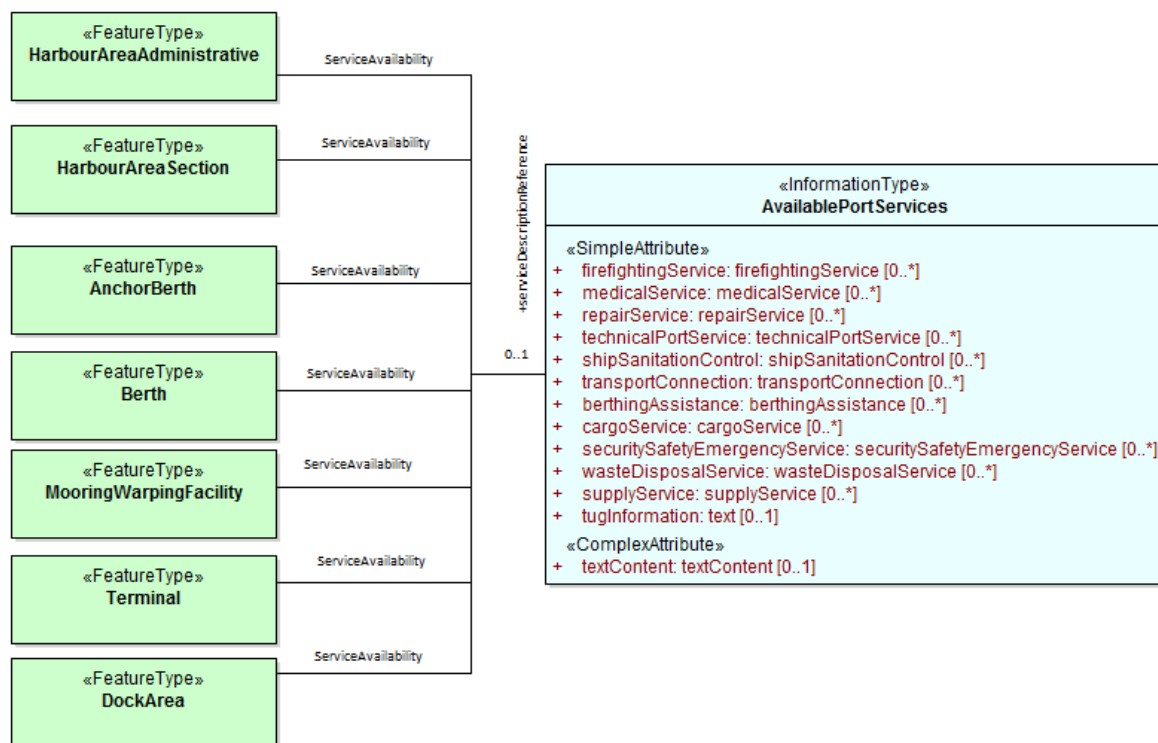 «FeatureType»
HarbourAreaAdministrative
ServiceAvailability
«FeatureType»
HarbourAreaSection
ServiceAvailability
«FeatureType»
AnchorBerth
ServiceAvailability
«FeatureType»
Berth
ServiceAvailability
«FeatureType»
MooringWarpingFacility
ServiceAvailability
«FeatureType»
Terminal
ServiceAvailability
«FeatureType»
DockArea
ServiceAvailability
+serviceDescriptionReference
0..1
«InformationType»
AvailablePortServices
«SimpleAttribute»
+ firefightingService: firefightingService [0..*]
+ medicalService: medicalService [0..*]
+ repairService: repairService [0..*]
+ technicalPortService: technicalPortService [0..*]
+ shipSanitationControl: shipSanitationControl [0..*]
+ transportConnection: transportConnection [0..*]
+ berthingAssistance: berthingAssistance [0..*]
+ cargoService: cargoService [0..*]
+ securitySafetyEmergencyService: securitySafetyEmergencyService [0..*]
+ wasteDisposalService: wasteDisposalService [0..*]
+ supplyService: supplyService [0..*]
+ tugInformation: text [0..1]
«ComplexAttribute»
+ textContent: textContent [0..1]